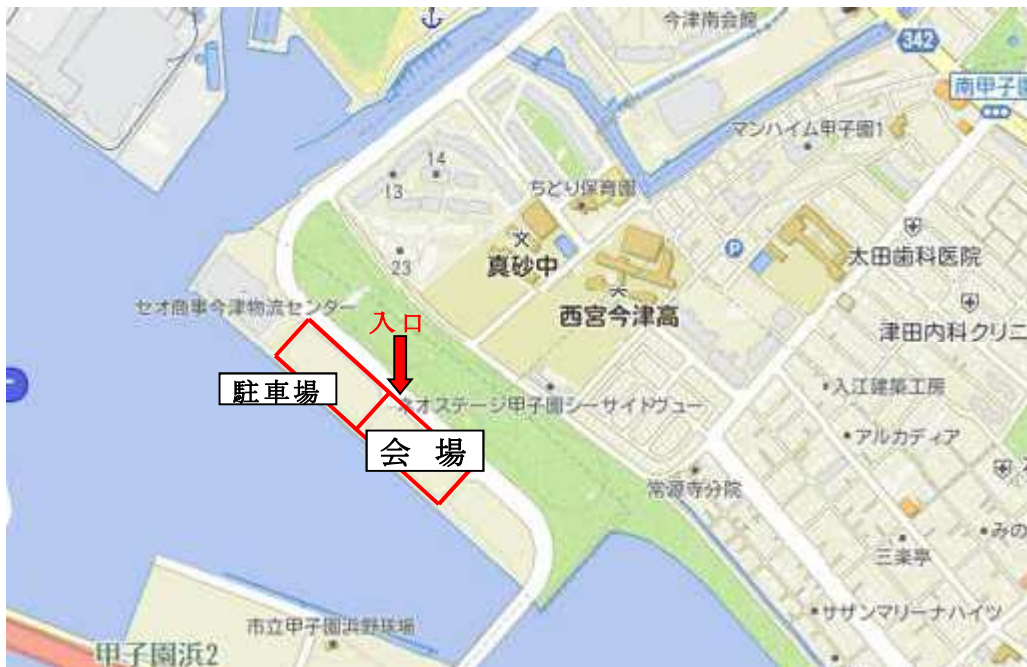 今津南会館
342
南甲子園
マンハイム甲子園1
14
13
ちどり保育園
P
太田歯科医院
23
真砂中
西宮今津高
セオ商事今津物流センター
入口
津田内科クリニ
駐車場
入江建築工房
ネオステージ甲子園シーサイドヴュー
アルカディア
会 場
常源寺分院
みの
三楽亭
サザンマリーナハイツ
市立甲子園浜野球場
甲子園浜2